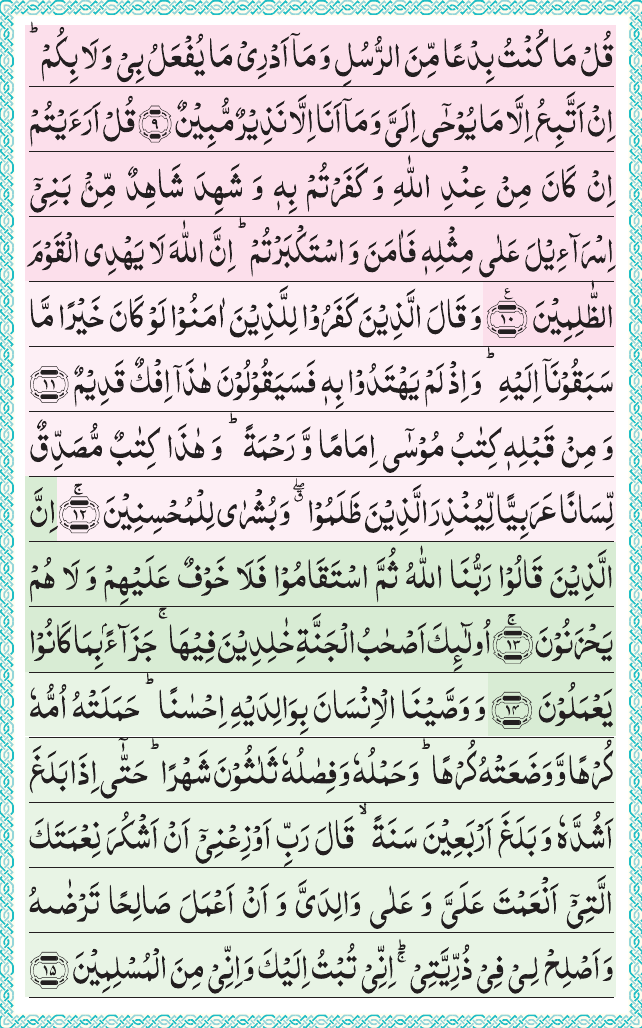 قُلْ مَا كُنْتُ بِدْعًا مِّنَ الرُّسُلِ وَ مَاۤ اَدْرِیْ مَا یُفْعَلُ بِیْ وَ لَا بِكُمْ ؕ
اِنْ اَتَّبِعُ اِلَّا مَا یُوْحٰۤی اِلَیَّ وَ مَاۤ اَنَا اِلَّا نَذِیْرٌ مُّبِیْنٌ ﴿۹﴾ قُلْ اَرَءَیْتُمْ
اِنْ كَانَ مِنْ عِنْدِ اللّٰهِ وَ كَفَرْتُمْ بِهٖ وَ شَهِدَ شَاهِدٌ مِّنْۢ بَنِیْۤ
اِسْرَآءِیْلَ عَلٰی مِثْلِهٖ فَاٰمَنَ وَ اسْتَكْبَرْتُمْ ؕ اِنَّ اللّٰهَ لَا یَهْدِی الْقَوْمَ
الظّٰلِمِیْنَ ﴿۱۰﴾ۧ وَ قَالَ الَّذِیْنَ كَفَرُوْا لِلَّذِیْنَ اٰمَنُوْا لَوْ كَانَ خَیْرًا مَّا
سَبَقُوْنَاۤ اِلَیْهِ ؕ وَ اِذْ لَمْ یَهْتَدُوْا بِهٖ فَسَیَقُوْلُوْنَ هٰذَاۤ اِفْكٌ قَدِیْمٌ ﴿۱۱﴾
وَ مِنْ قَبْلِهٖ كِتٰبُ مُوْسٰۤی اِمَامًا وَّ رَحْمَةً ؕ وَ هٰذَا كِتٰبٌ مُّصَدِّقٌ
لِّسَانًا عَرَبِیًّا لِّیُنْذِرَ الَّذِیْنَ ظَلَمُوْا ۖۗ وَ بُشْرٰی لِلْمُحْسِنِیْنَ ﴿۱۲﴾ۚ اِنَّ
الَّذِیْنَ قَالُوْا رَبُّنَا اللّٰهُ ثُمَّ اسْتَقَامُوْا فَلَا خَوْفٌ عَلَیْهِمْ وَ لَا هُمْ
یَحْزَنُوْنَ ﴿۱۳﴾ۚ اُولٰٓئِكَ اَصْحٰبُ الْجَنَّةِ خٰلِدِیْنَ فِیْهَا ۚ جَزَآءًۢ بِمَا كَانُوْا
یَعْمَلُوْنَ ﴿۱۴﴾ وَ وَصَّیْنَا الْاِنْسَانَ بِوَالِدَیْهِ اِحْسٰنًا ؕ حَمَلَتْهُ اُمُّهٗ
كُرْهًا وَّ وَضَعَتْهُ كُرْهًا ؕ وَ حَمْلُهٗ وَ فِصٰلُهٗ ثَلٰثُوْنَ شَهْرًا ؕ حَتّٰۤی اِذَا بَلَغَ
اَشُدَّهٗ وَ بَلَغَ اَرْبَعِیْنَ سَنَةً ۙ قَالَ رَبِّ اَوْزِعْنِیْۤ اَنْ اَشْكُرَ نِعْمَتَكَ
الَّتِیْۤ اَنْعَمْتَ عَلَیَّ وَ عَلٰی وَالِدَیَّ وَ اَنْ اَعْمَلَ صَالِحًا تَرْضٰىهُ
وَ اَصْلِحْ لِیْ فِیْ ذُرِّیَّتِیْ ؕۚ اِنِّیْ تُبْتُ اِلَیْكَ وَ اِنِّیْ مِنَ الْمُسْلِمِیْنَ ﴿۱۵﴾